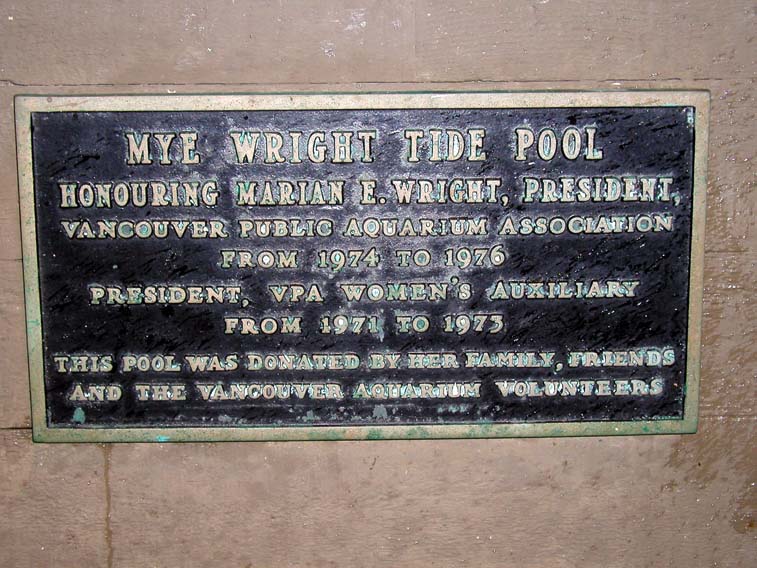 MYE WRIGHT TIDE POOL
HONOURING MARIAN E. WRIGHT, PRESIDENT,
VANCOUVER PUBLIC AQUARIUM ASSOCIATION
FROM 1974 TO 1976
PRESIDENT, VPA WOMEN'S AUXILIARY
FROM 1971 TO 1973
THIS POOL WAS DONATED BY HER FAMILY, FRIENDS
AND THE VANCOUVER AQUARIUM VOLUNTEERS